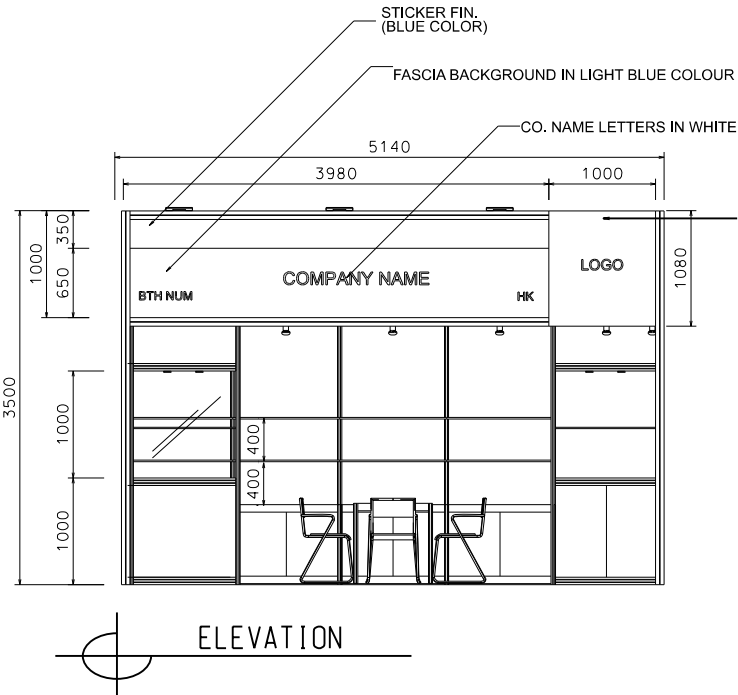 STICKER FIN.
(BLUE COLOR)
FASCIA BACKGROUND IN LIGHT BLUE COLOUR
CO. NAME LETTERS IN WHITE
5140
3980
1000
350
1000
650
COMPANY NAME
LOGO
1080
BTH NUM
HK
3500
1000
400
400
1000
ELEVATION